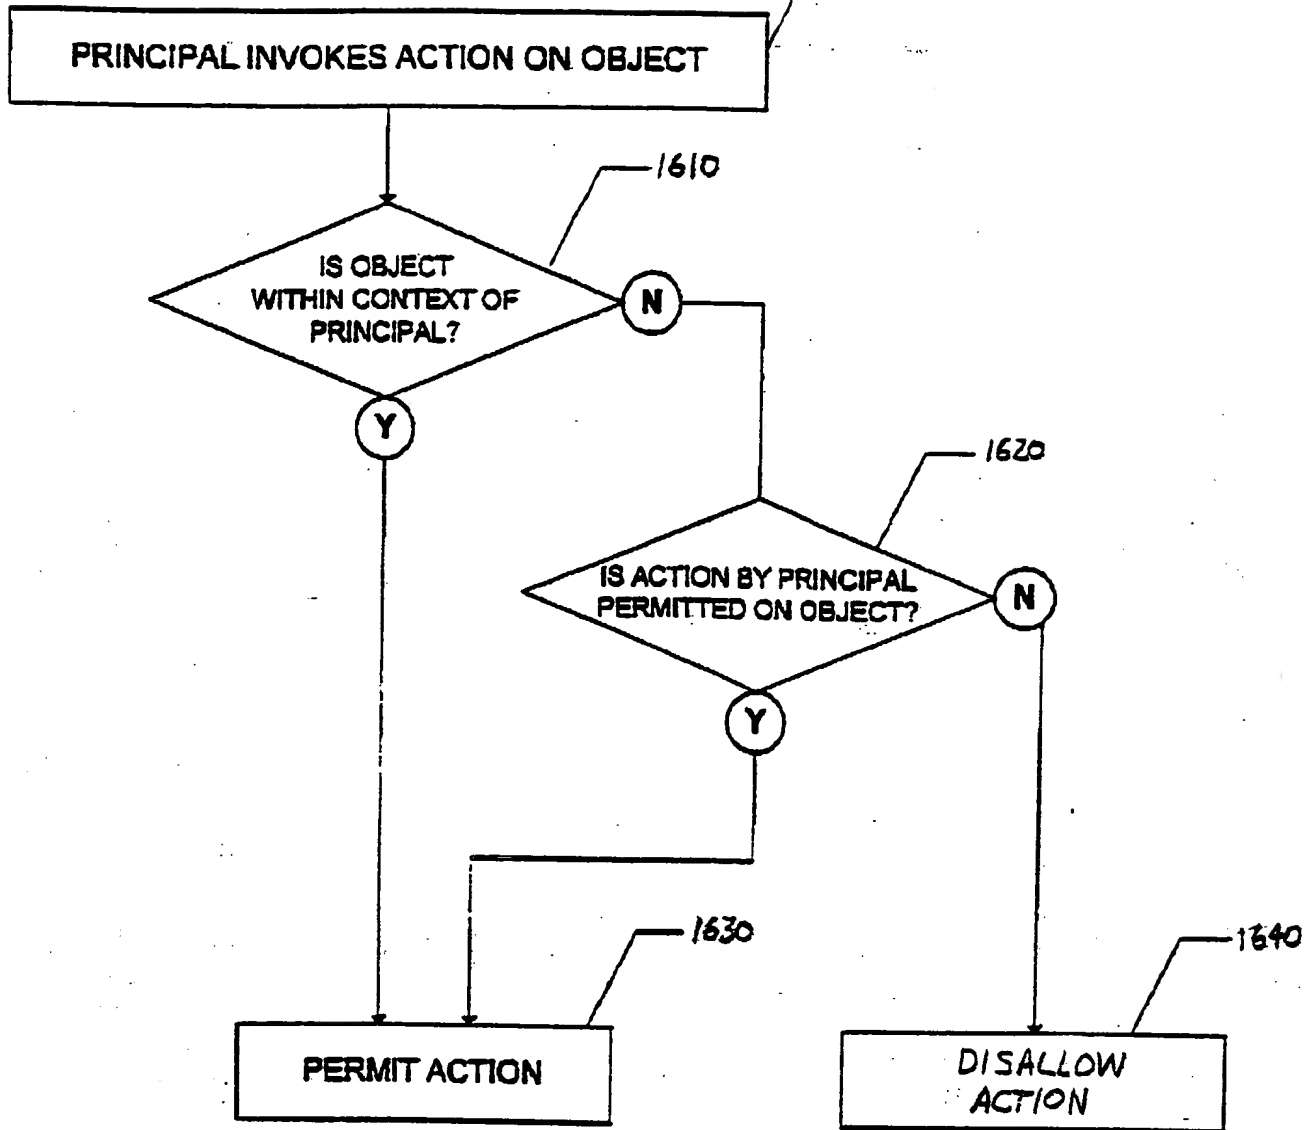 PRINCIPAL INVOKES ACTION ON OBJECT
1610
IS OBJECT
WITHIN CONTEXT OF
PRINCIPAL?
N
Y
1620
IS ACTION BY PRINCIPAL
PERMITTED ON OBJECT?
N
Y
1630
1640
PERMIT ACTION
DISALLOW
ACTION